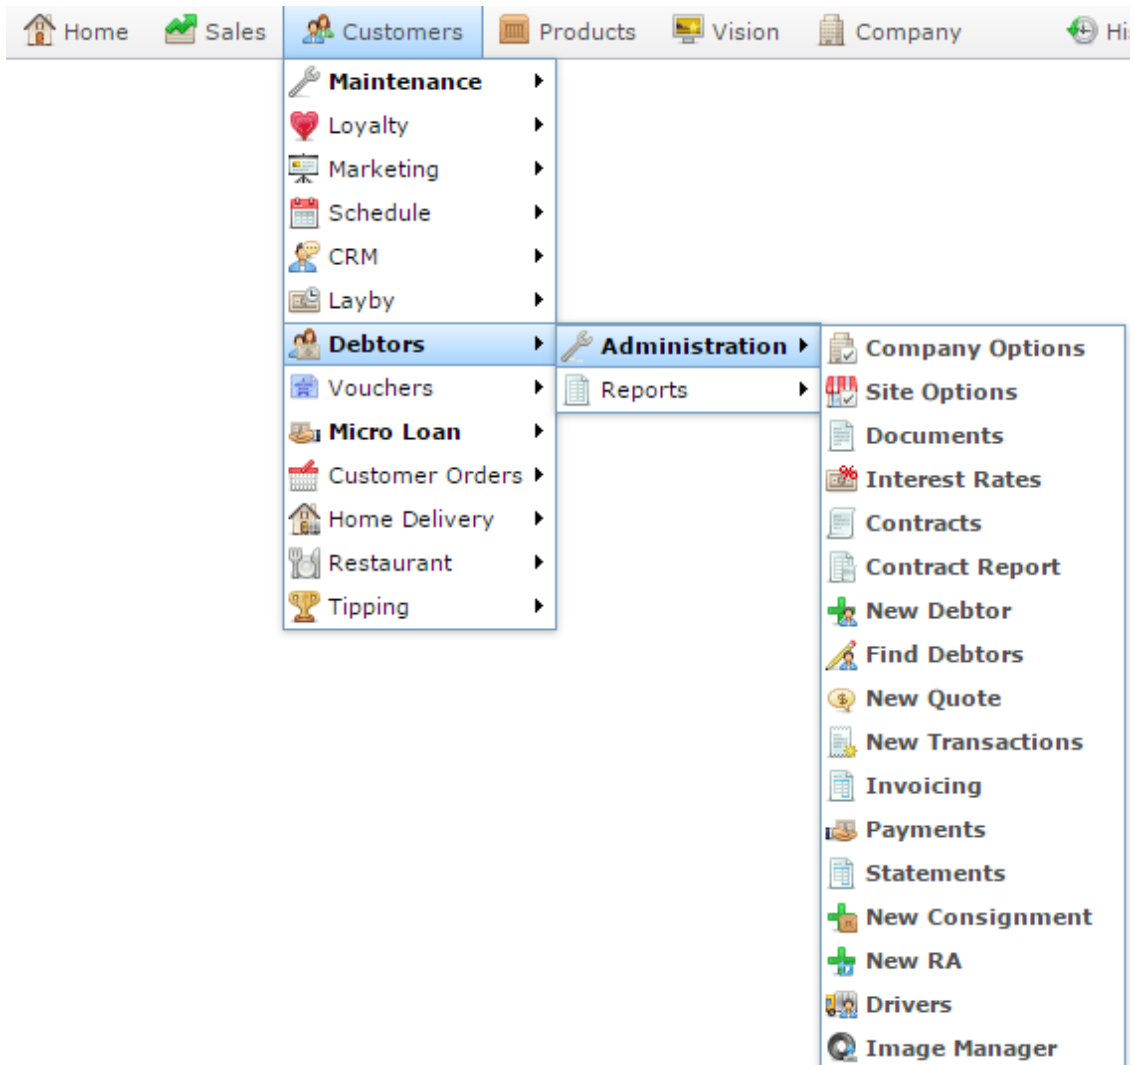 Home Sales Customers Products Vision Company Hi
Maintenance
Loyalty
Marketing
Schedule
CRM
Layby
Debtors
Vouchers
Micro Loan
Customer Orders
Home Delivery
Restaurant
Tipping
Administration
Reports
Company Options
Site Options
Documents
Interest Rates
Contracts
Contract Report
New Debtor
Find Debtors
New Quote
New Transactions
Invoicing
Payments
Statements
New Consignment
New RA
Drivers
Image Manager